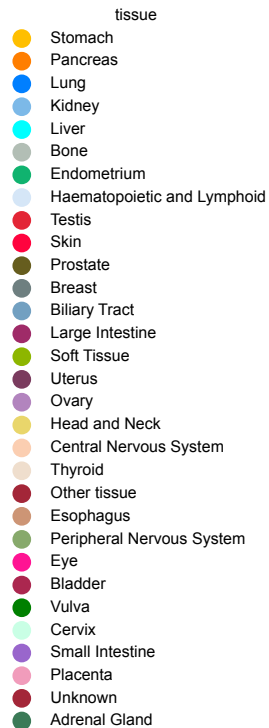 tissue
Stomach
Pancreas
Lung
Kidney
Liver
Bone
Endometrium
Haematopoietic and Lymphoid
Testis
Skin
Prostate
Breast
Biliary Tract
Large Intestine
Soft Tissue
Uterus
Ovary
Head and Neck
Central Nervous System
Thyroid
Other tissue
Esophagus
Peripheral Nervous System
Eye
Bladder
Vulva
Cervix
Small Intestine
Placenta
Unknown
Adrenal Gland